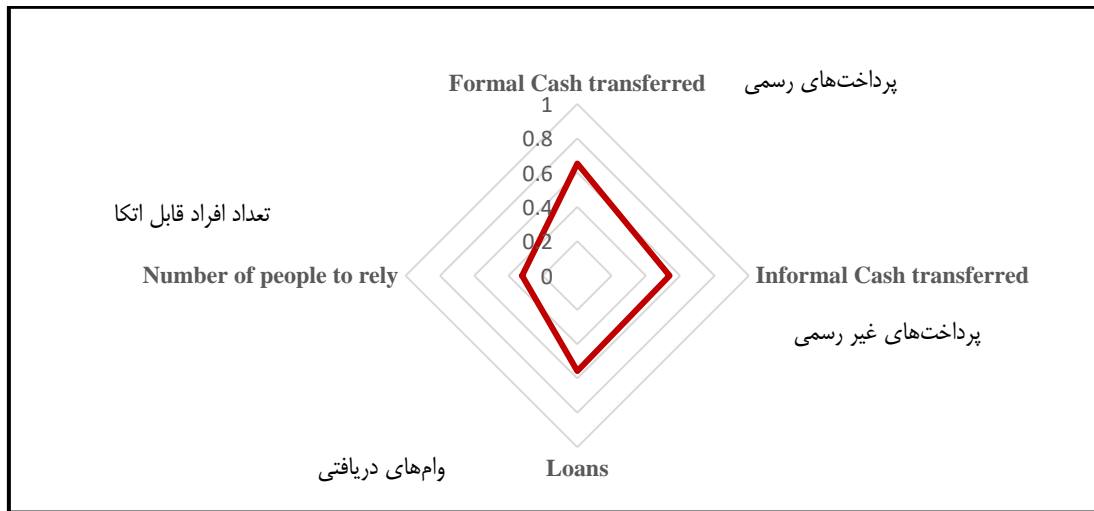 Formal Cash transferred
پرداخت‌های رسمی
1
0.8
0.6
0.4
0.2
0
تعداد افراد قابل اتکا
Number of people to rely
Informal Cash transferred
پرداخت‌های غیر رسمی
وام‌های دریافتی
Loans